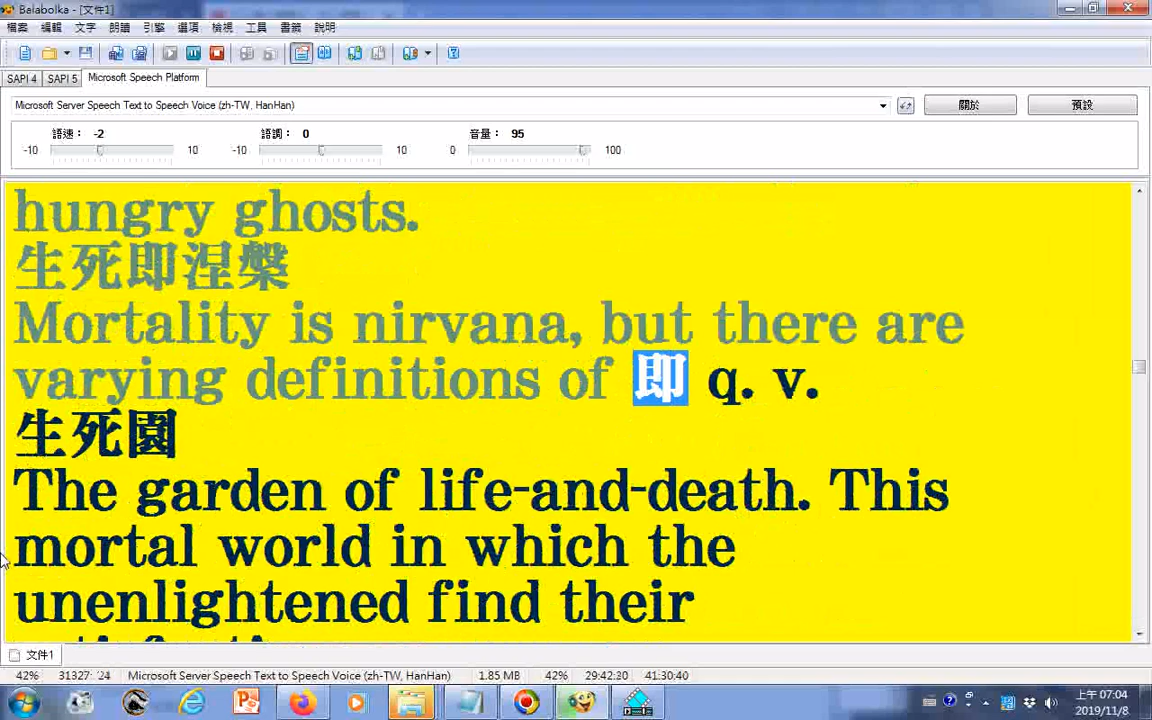 Balabolka - [文件1]
檔案 編輯 文字 朗讀 引擎 選項 檢視 工具 書籤 說明
SAPI 4 SAPI 5 Microsoft Speech Platform
Microsoft Server Speech Text to Speech Voice (zh-TW, HanHan) 關於 預設
語速： -2 語調： 0 音量： 95
-10 10 -10 10 0 100
hungry ghosts.
生死即涅槃
Mortality is nirvana, but there are
varying definitions of 即 q. v.
生死園
The garden of life-and-death. This
mortal world in which the
unenlightened find their
文件1
42% Microsoft Server Speech Text to Speech Voice (zh-TW, HanHan) 1.85 MB 42% 29:42:30 41:30:40
上午 07:04
2019/11/8